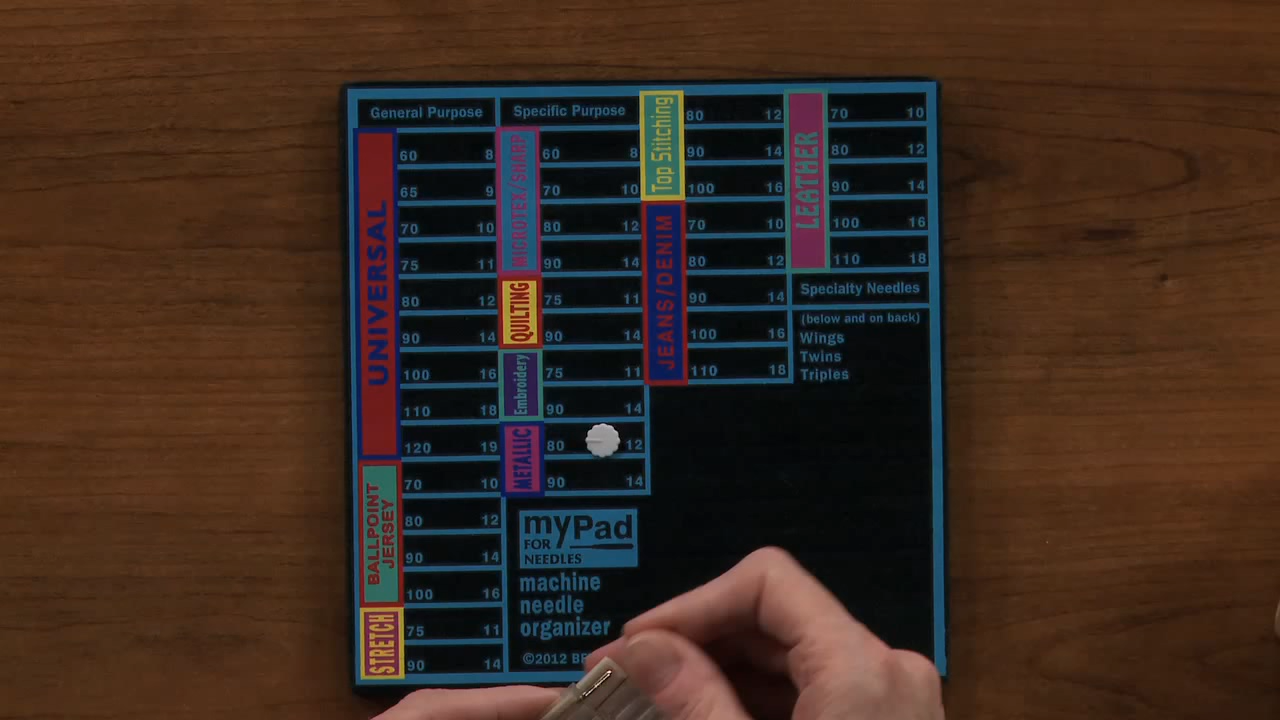 General Purpose
UNIVERSAL
60 8
65 9
70 10
75 11
80 12
90 14
100 16
110 18
120 19
BALLPOINT
JERSEY
70 10
80 12
90 14
100 16
STRETCH
75 11
90 14
Specific Purpose
MICROTEX/SHARP
60 8
70 10
80 12
90 14
QUILTING
75 11
90 14
Embroidery
75 11
90 14
METALLIC
80 12
90 14
Top Stitching
80 12
90 14
100 16
JEANS/DENIM
70 10
80 12
90 14
100 16
110 18
LEATHER
70 10
80 12
90 14
100 16
110 18
Specialty Needles
(below and on back)
Wings
Twins
Triples
myPad
FOR
NEEDLES
machine
needle
organizer
©2012